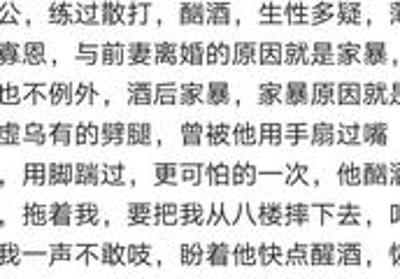 公，练过散打，酗酒，生性多疑，薄
寡恩，与前妻离婚的原因就是家暴，
也不例外，酒后家暴，家暴原因就是
虚乌有的劈腿，曾被他用手扇过嘴
，用脚踹过，更可怕的一次，他酗酒
，拖着我，要把我从八楼摔下去，
我一声不敢吱，盼着他快点醒酒，